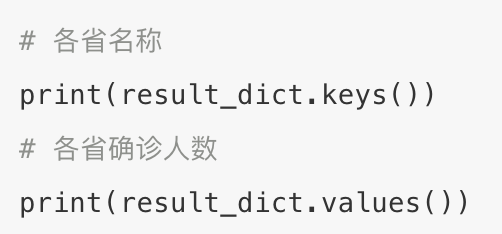 # 各省名称
print(result_dict.keys())
# 各省确诊人数
print(result_dict.values())